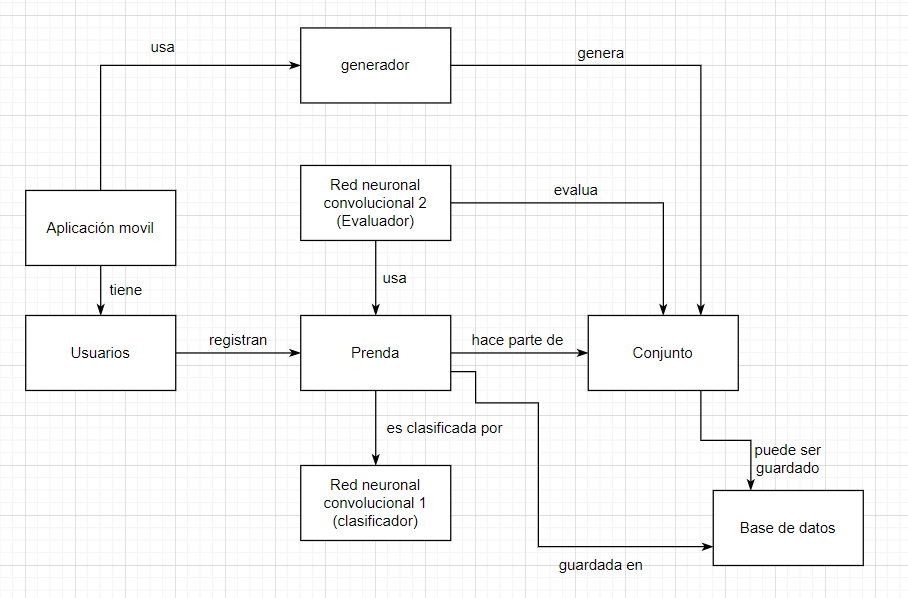 usa
generador
genera
Red neuronal
convolucional 2
(Evaluador)
evalua
Aplicación movil
usa
tiene
Usuarios
registran
Prenda
hace parte de
Conjunto
es clasificada por
puede ser
guardado
Red neuronal
convolucional 1
(clasificador)
Base de datos
guardada en